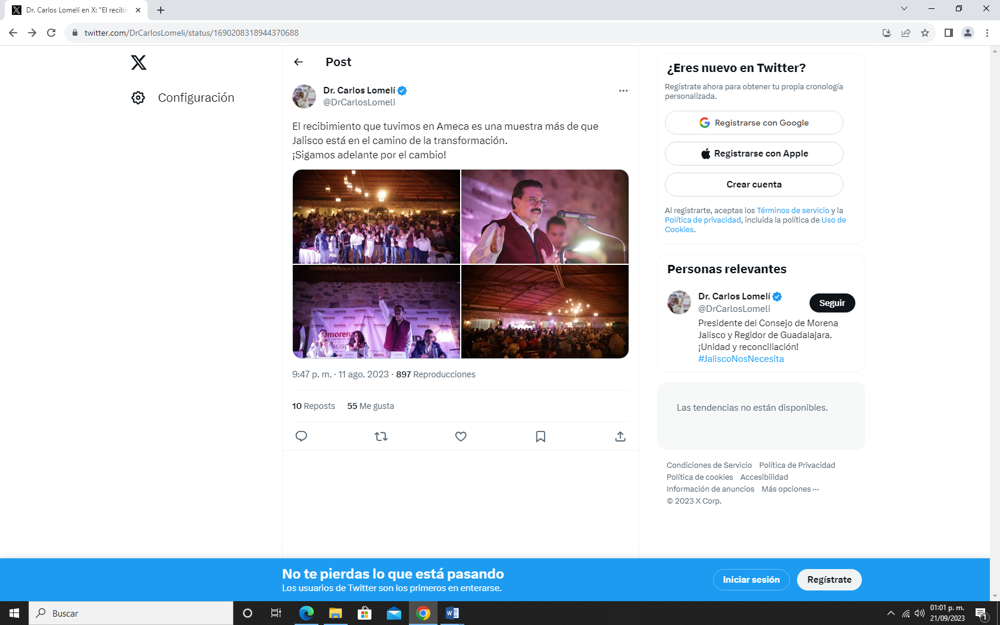 Dr. Carlos Lomelí en X: "El recibi
twitter.com/DrCarlosLomeli/status/1690208318944370688
Configuración
Post
Dr. Carlos Lomelí
@DrCarlosLomeli
El recibimiento que tuvimos en Ameca es una muestra más de que
Jalisco está en el camino de la transformación.
¡Sigamos adelante por el cambio!
morena
JALISCO
9:47 p. m. · 11 ago. 2023 · 897 Reproducciones
10 Reposts 55 Me gusta
¿Eres nuevo en Twitter?
Regístrate ahora para obtener tu propia cronología
personalizada.
Registrarse con Google
Registrarse con Apple
Crear cuenta
Al registrarte, aceptas los Términos de servicio y la
Política de privacidad, incluida la política de Uso de
Cookies.
Personas relevantes
Dr. Carlos Lomelí
@DrCarlosLomeli
Seguir
Presidente del Consejo de Morena
Jalisco y Regidor de Guadalajara.
¡Unidad y reconciliación!
#JaliscoNosNecesita
Las tendencias no están disponibles.
Condiciones de Servicio Política de Privacidad
Política de cookies Accesibilidad
Información de anuncios Más opciones ···
© 2023 X Corp.
No te pierdas lo que está pasando
Los usuarios de Twitter son los primeros en enterarse.
Iniciar sesión
Regístrate
Buscar
01:01 p. m.
21/09/2023
1